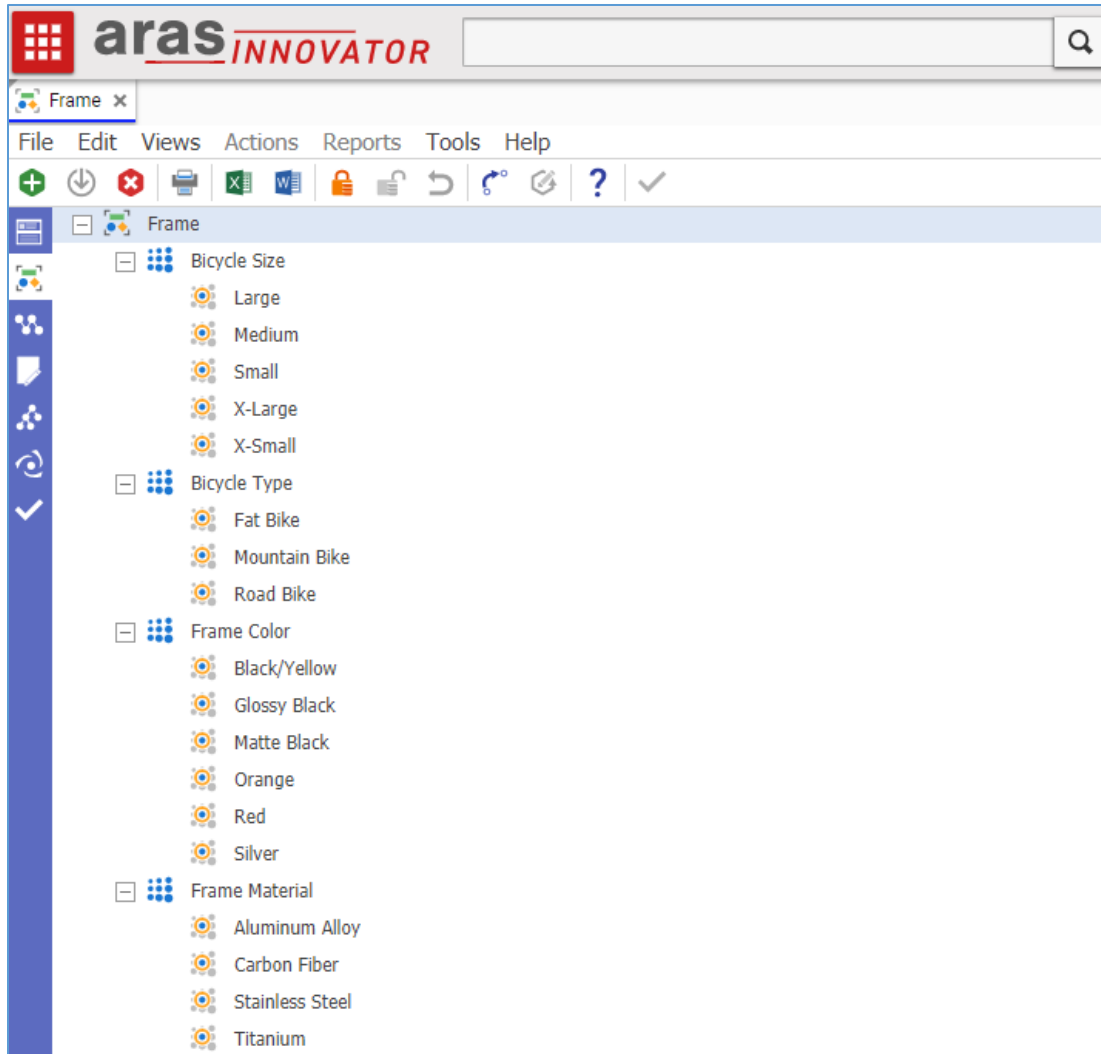 aras INNOVATOR
Frame
File Edit Views Actions Reports Tools Help
Frame
Bicycle Size
Large
Medium
Small
X-Large
X-Small
Bicycle Type
Fat Bike
Mountain Bike
Road Bike
Frame Color
Black/Yellow
Glossy Black
Matte Black
Orange
Red
Silver
Frame Material
Aluminum Alloy
Carbon Fiber
Stainless Steel
Titanium